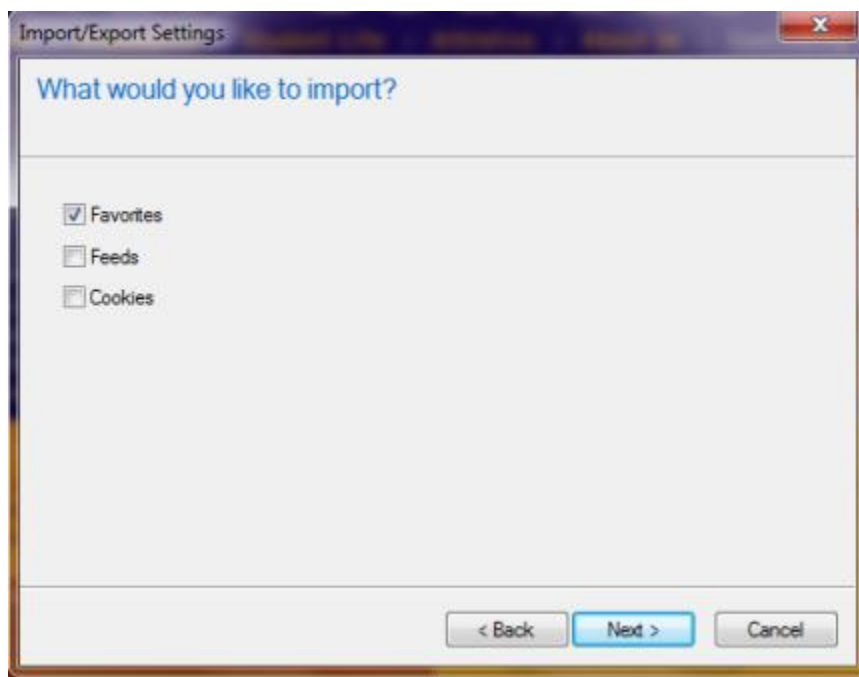 Import/Export Settings
X
What would you like to import?
Favorites
Feeds
Cookies
< Back Next > Cancel